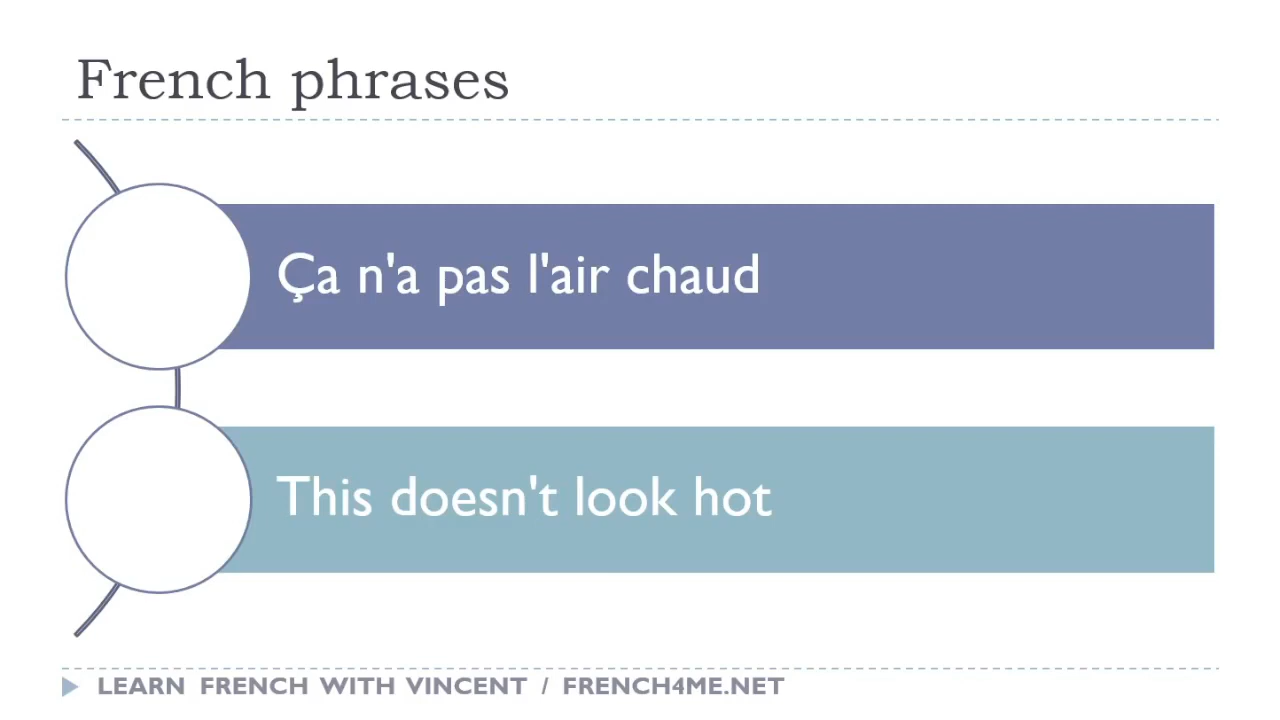 French phrases
Ça n'a pas l'air chaud
This doesn't look hot
LEARN FRENCH WITH VINCENT / FRENCH4ME.NET